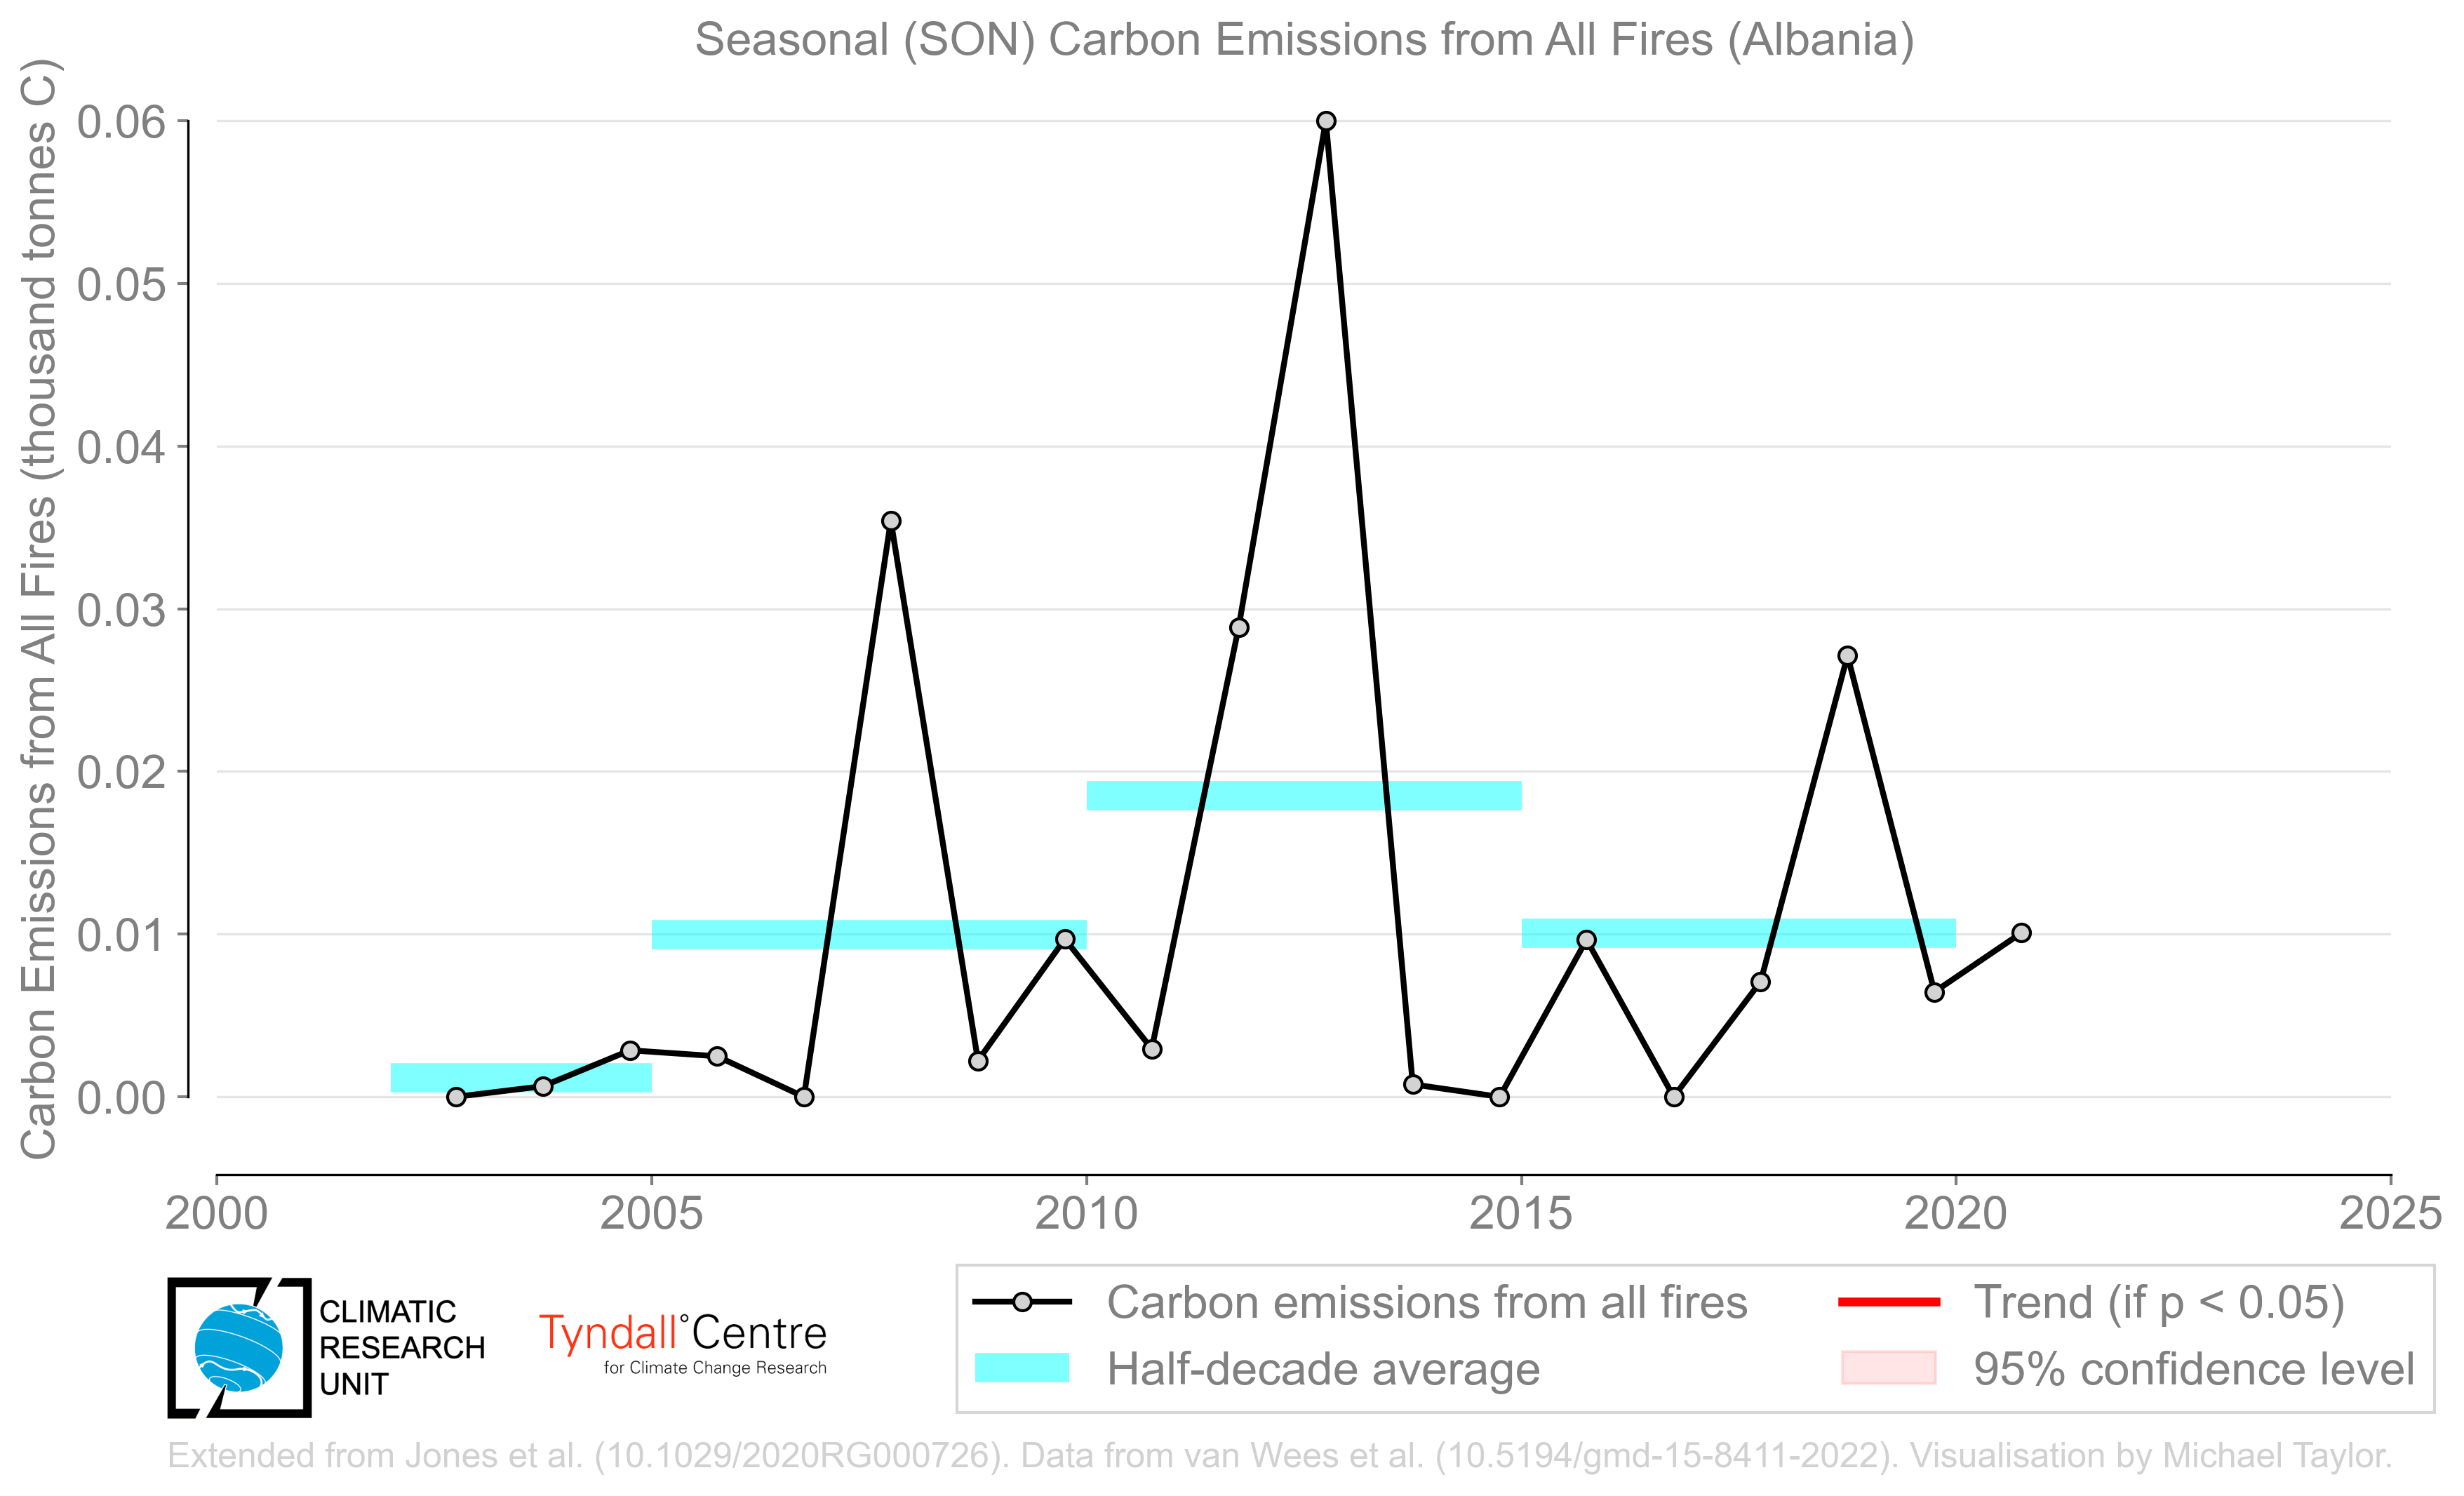 Seasonal (SON) Carbon Emissions from All Fires (Albania)
Carbon Emissions from All Fires (thousand tonnes C)
0.06
0.05
0.04
0.03
0.02
0.01
0.00
2000
2005
2010
2015
2020
2025
CLIMATIC
RESEARCH
UNIT
Tyndall°Centre
for Climate Change Research
Carbon emissions from all fires
Half-decade average
Trend (if p < 0.05)
95% confidence level
Extended from Jones et al. (10.1029/2020RG000726). Data from van Wees et al. (10.5194/gmd-15-8411-2022). Visualisation by Michael Taylor.